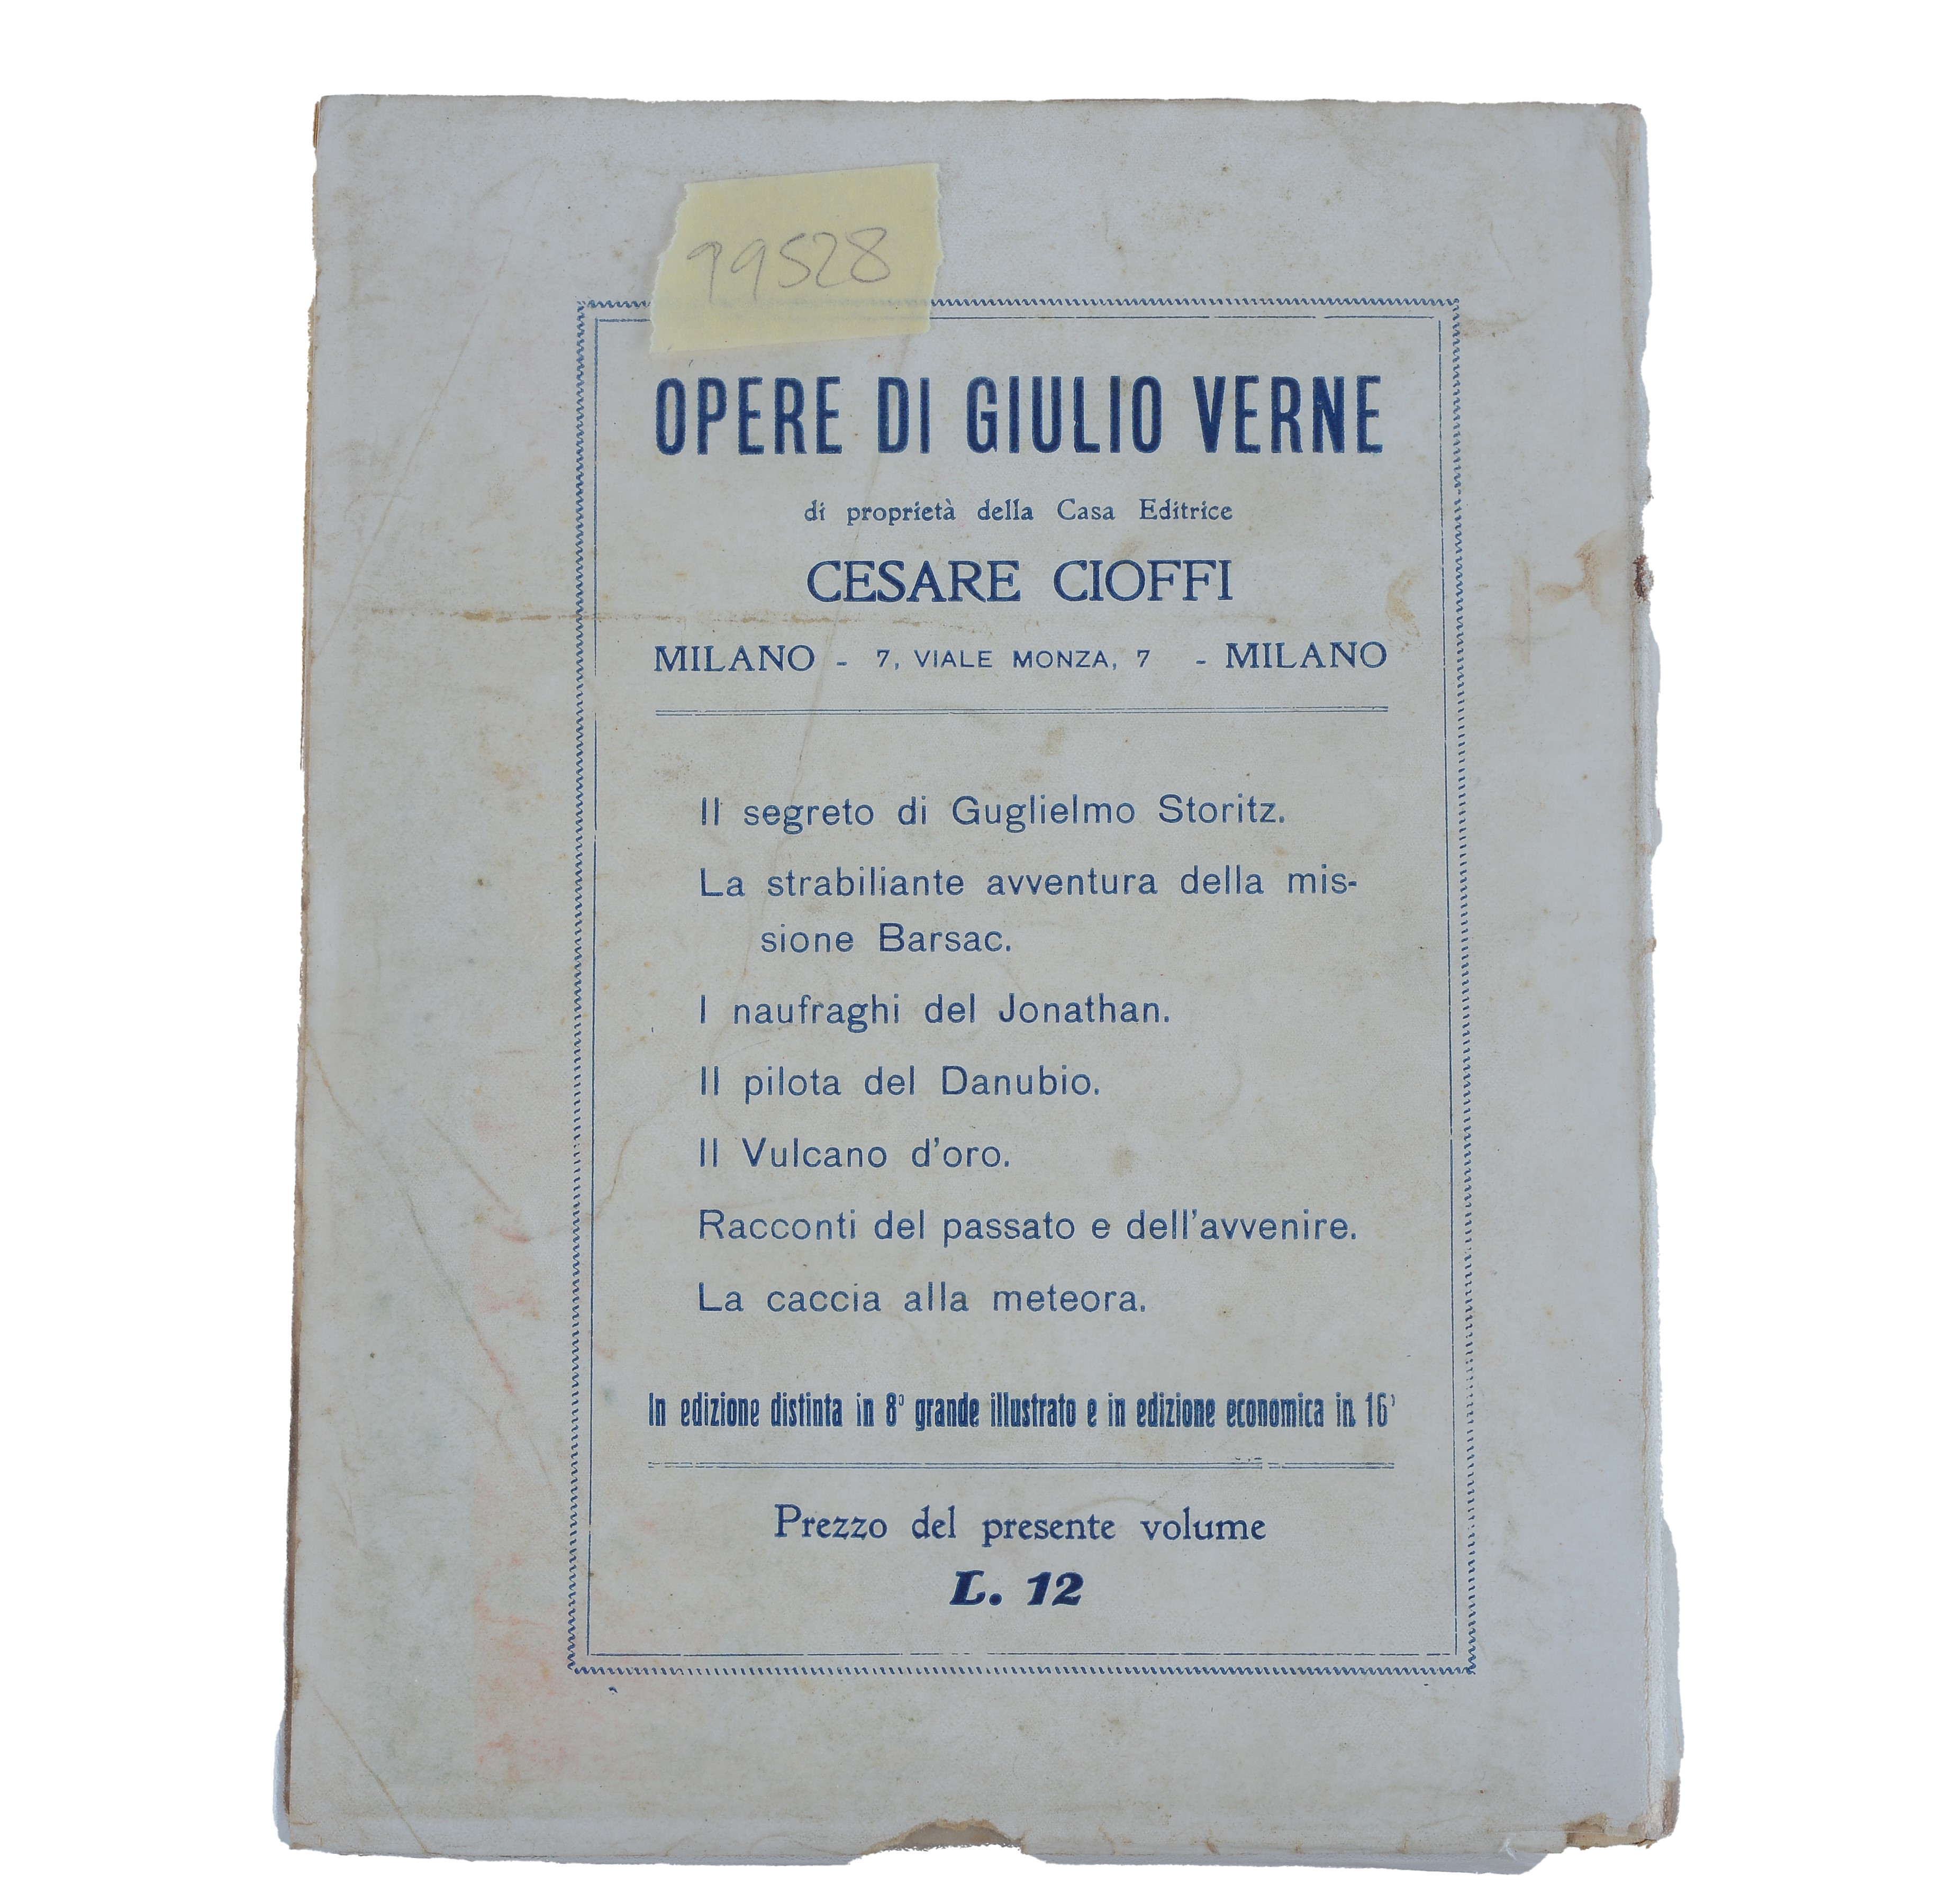 99528
OPERE DI GIULIO VERNE
di proprietà della Casa Editrice
CESARE CIOFFI
MILANO - 7, VIALE MONZA, 7 - MILANO
Il segreto di Guglielmo Storitz.
La strabiliante avventura della mis-
sione Barsac.
I naufraghi del Jonathan.
Il pilota del Danubio.
Il Vulcano d'oro.
Racconti del passato e dell'avvenire.
La caccia alla meteora.
In edizione distinta in 8° grande illustrato e in edizione economica in 16°
Prezzo del presente volume
L. 12